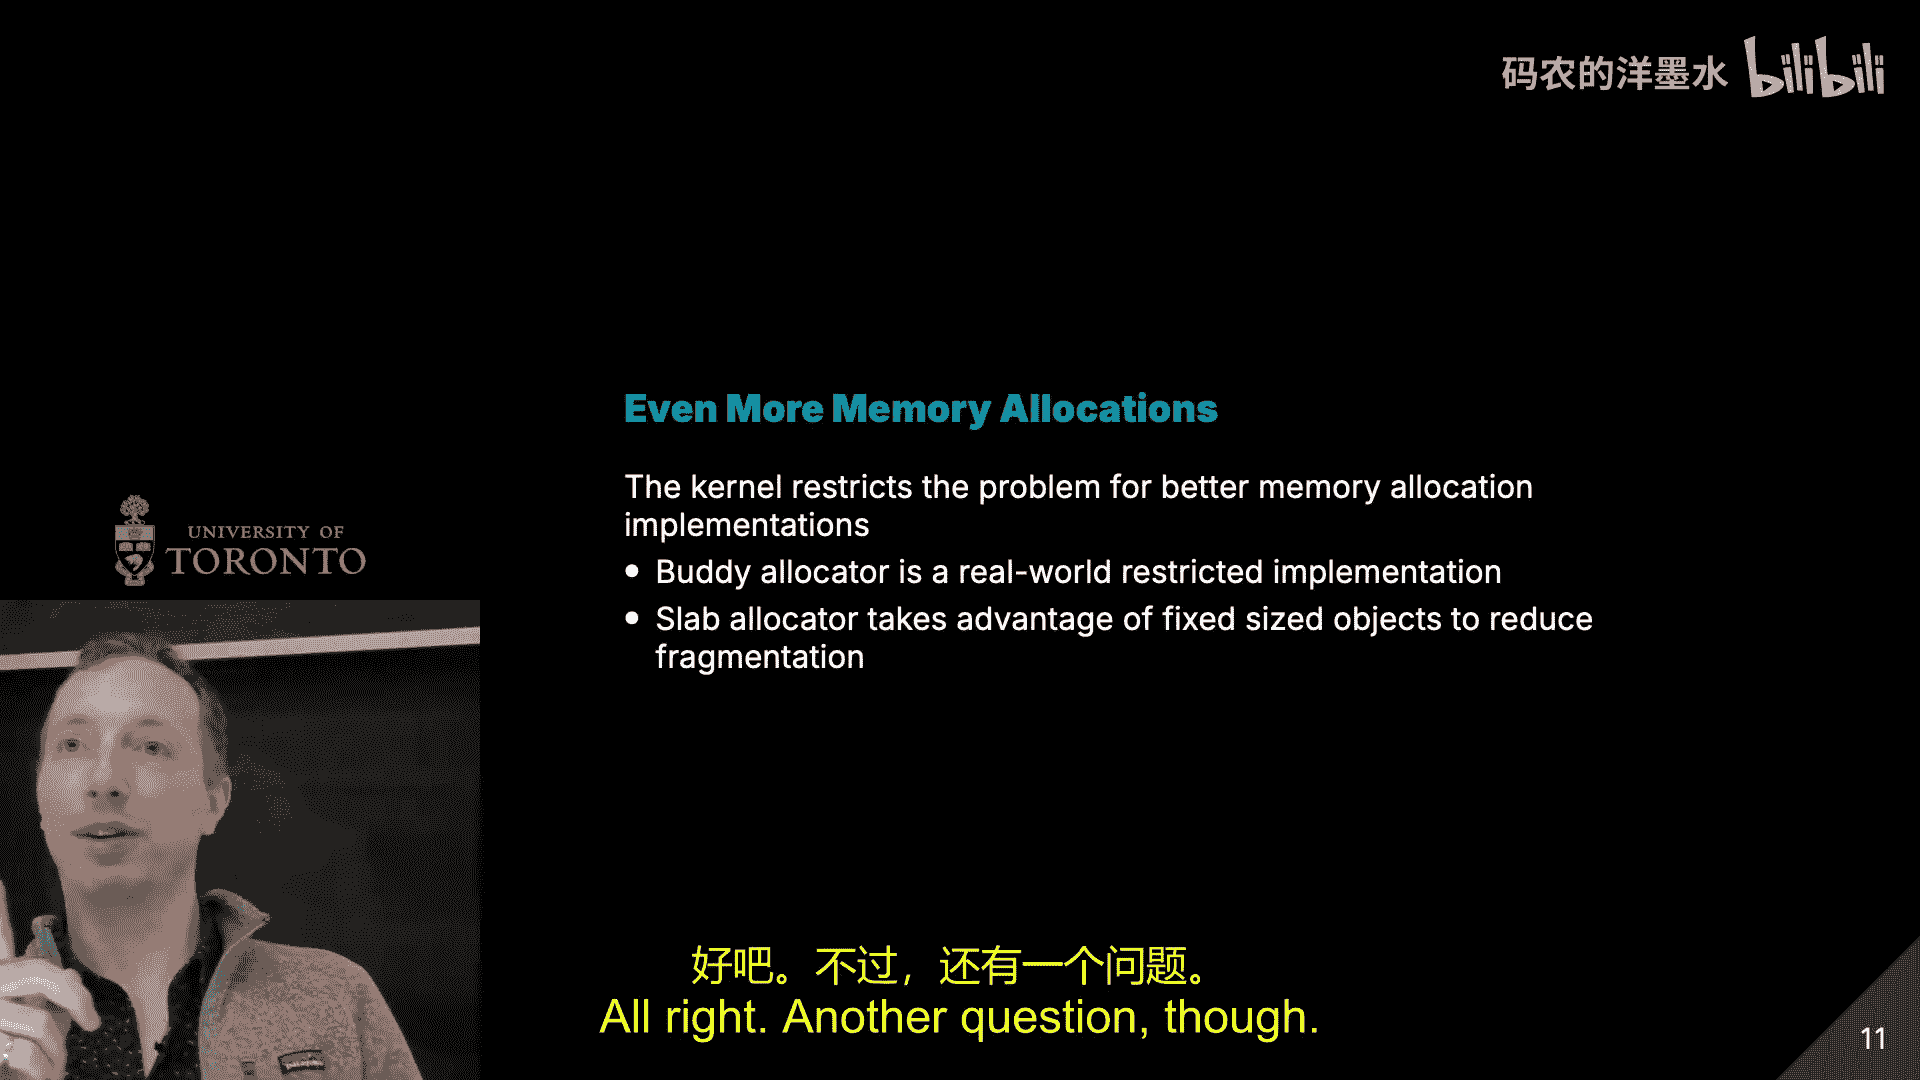 码农的洋墨水 bilibili
Even More Memory Allocations
The kernel restricts the problem for better memory allocation
implementations
• Buddy allocator is a real-world restricted implementation
• Slab allocator takes advantage of fixed sized objects to reduce
fragmentation
UNIVERSITY OF
TORONTO
好吧。不过，还有一个问题。
All right. Another question, though.
11